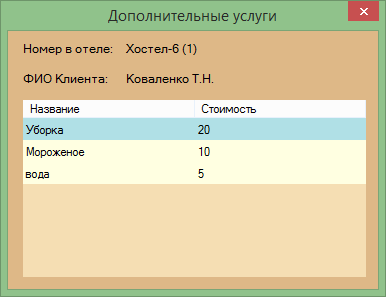 Дополнительные услуги
Номер в отеле: Хостел-6 (1)
ФИО Клиента: Коваленко Т.Н.
Название Стоимость
Уборка 20
Мороженое 10
вода 5